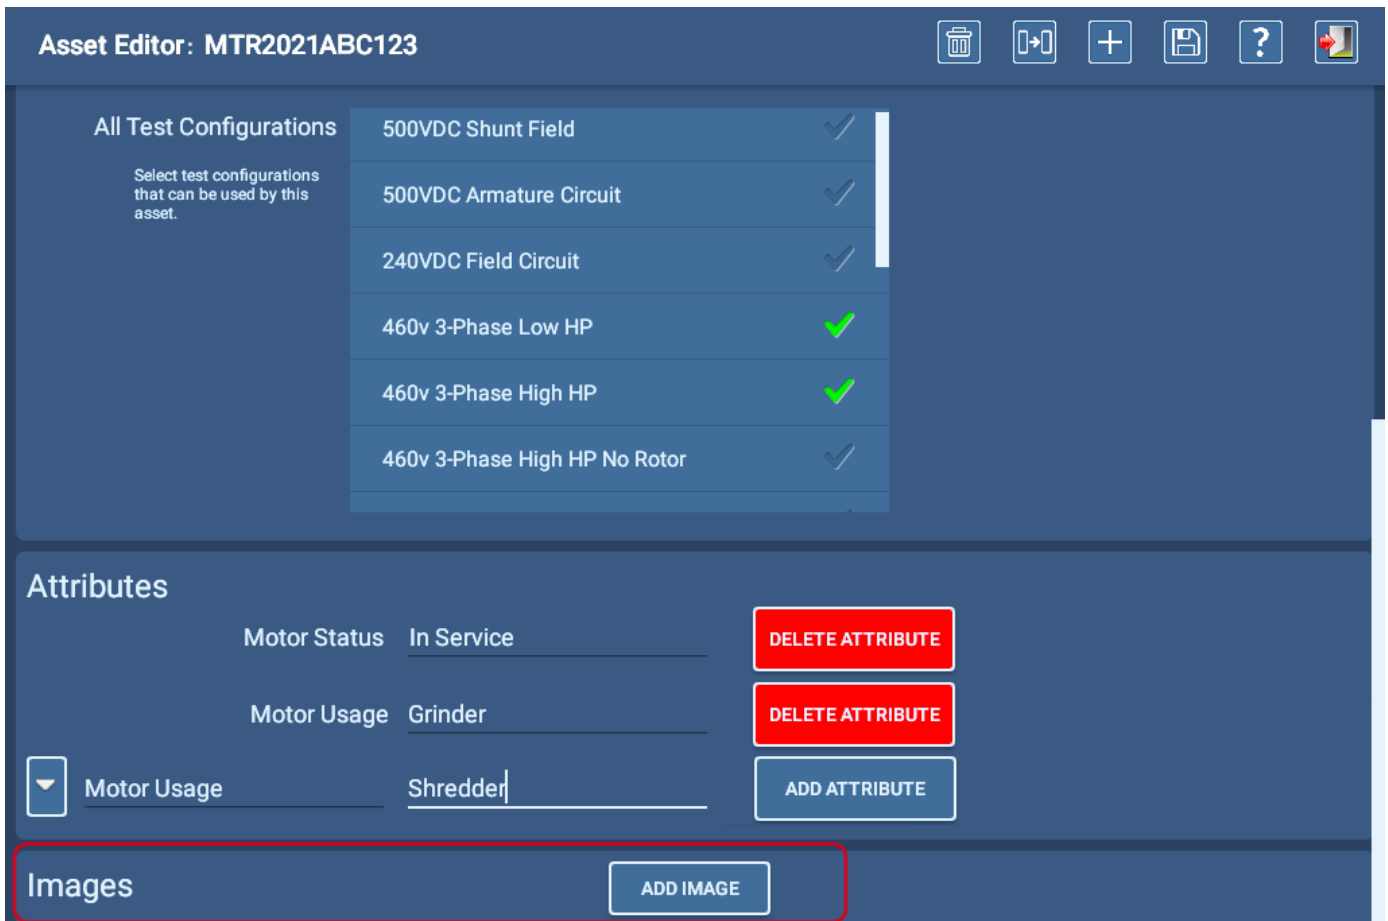 Asset Editor: MTR2021ABC123
?
All Test Configurations
Select test configurations
that can be used by this
asset.
500VDC Shunt Field
500VDC Armature Circuit
240VDC Field Circuit
460v 3-Phase Low HP
460v 3-Phase High HP
460v 3-Phase High HP No Rotor
Attributes
Motor Status In Service DELETE ATTRIBUTE
Motor Usage Grinder DELETE ATTRIBUTE
Motor Usage Shredder ADD ATTRIBUTE
Images ADD IMAGE